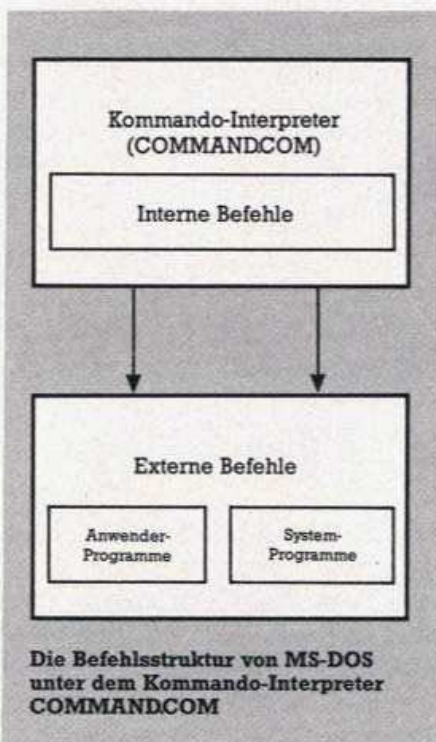 Kommando-Interpreter
(COMMAND.COM)
Interne Befehle
Externe Befehle
Anwender-
Programme
System-
Programme
Die Befehlsstruktur von MS-DOS
unter dem Kommando-Interpreter
COMMAND.COM